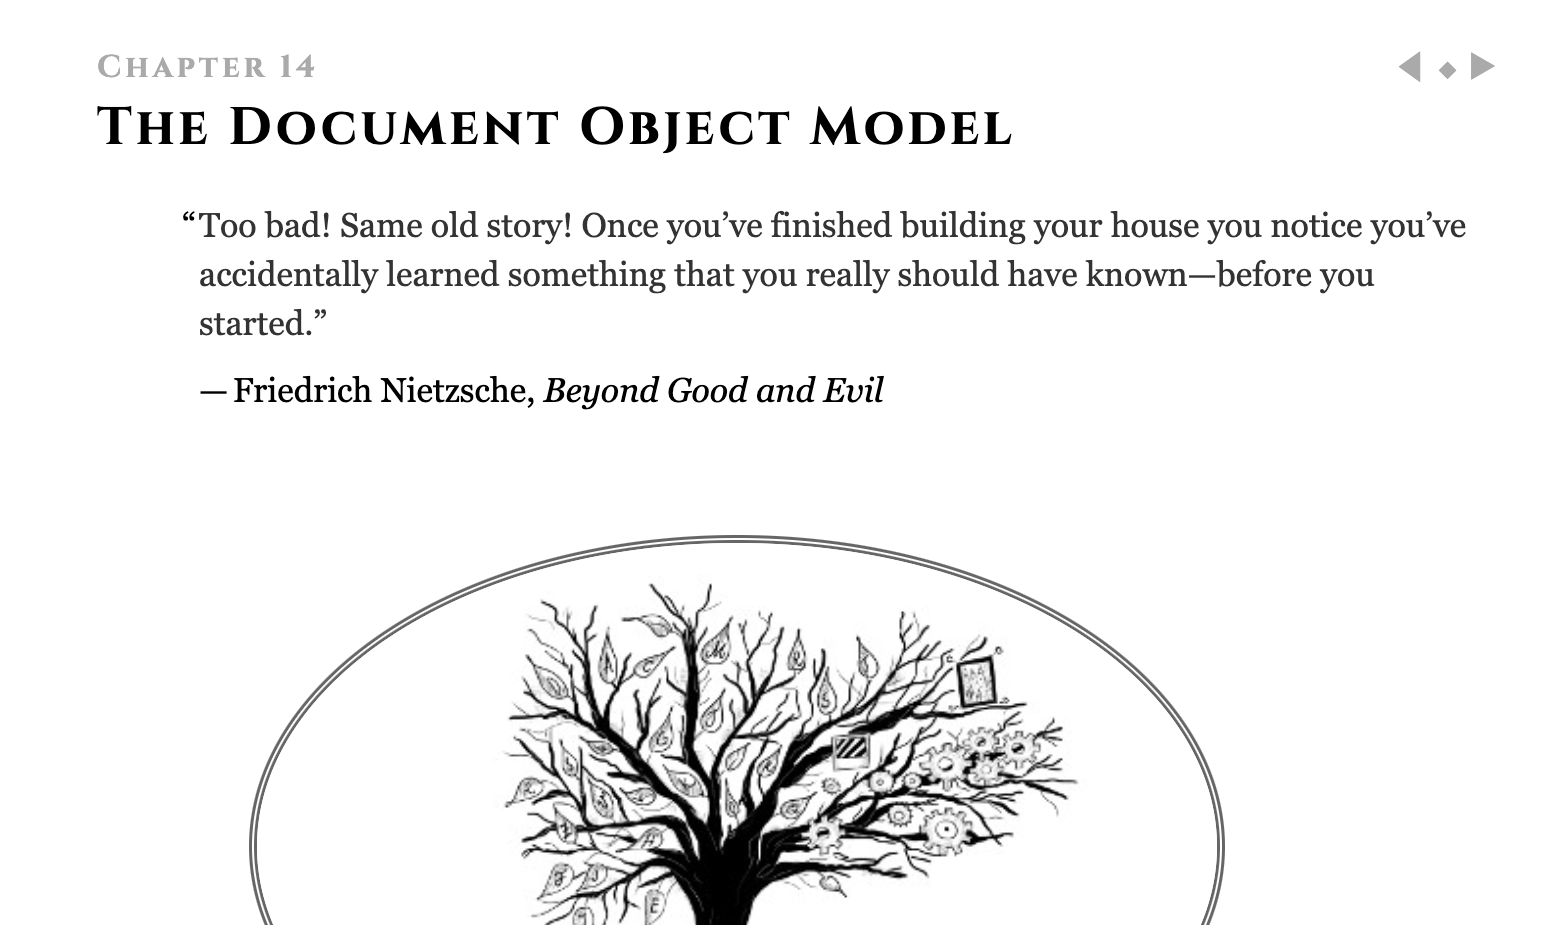 Chapter 14
The Document Object Model
“Too bad! Same old story! Once you’ve finished building your house you notice you’ve
accidentally learned something that you really should have known—before you
started.”
— Friedrich Nietzsche, Beyond Good and Evil